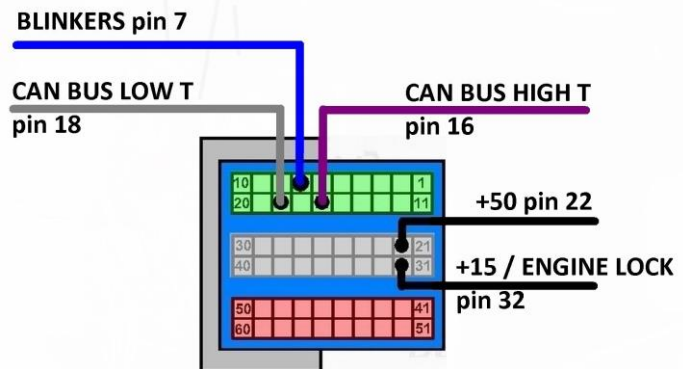 BLINKERS pin 7
CAN BUS LOW T
pin 18
CAN BUS HIGH T
pin 16
10 1
20 11
+50 pin 22
30 21
40 31
+15 / ENGINE LOCK
pin 32
50 41
60 51